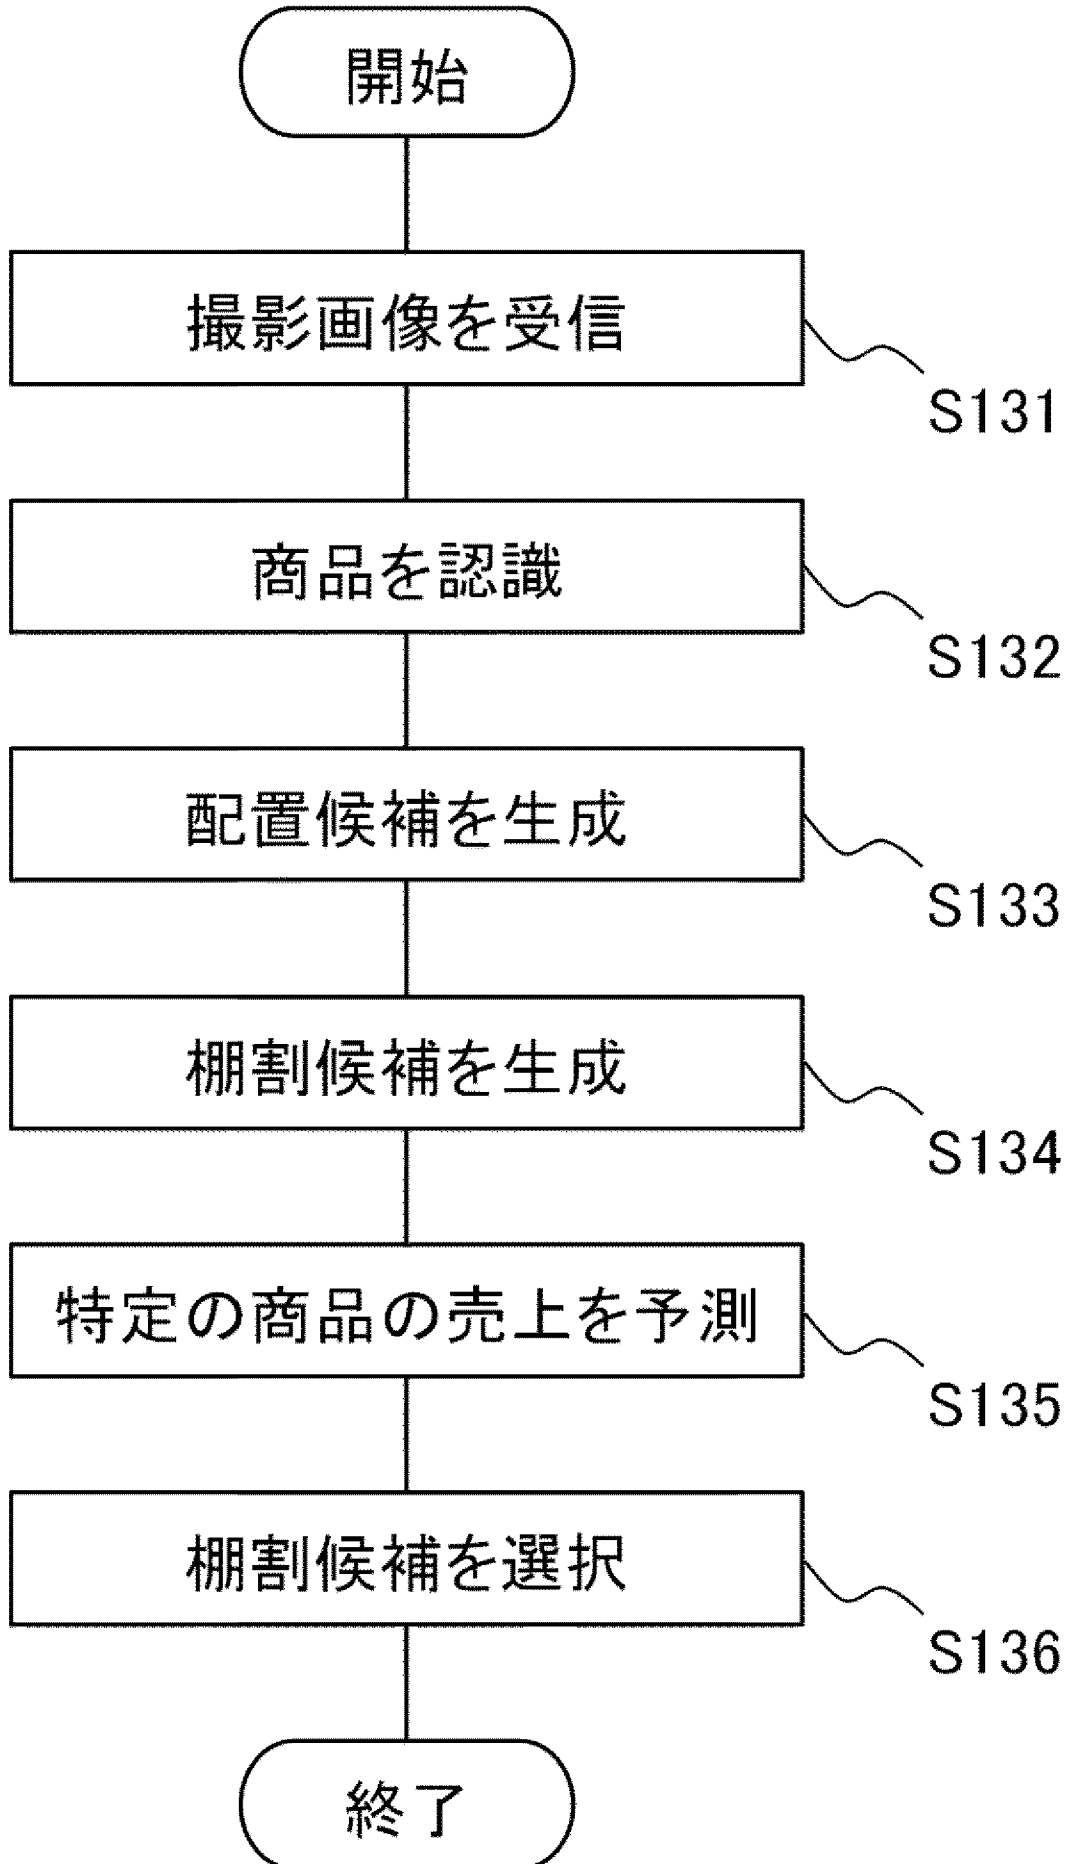 開始
撮影画像を受信
S131
商品を認識
S132
配置候補を生成
S133
棚割候補を生成
S134
特定の商品の売上を予測
S135
棚割候補を選択
S136
終了